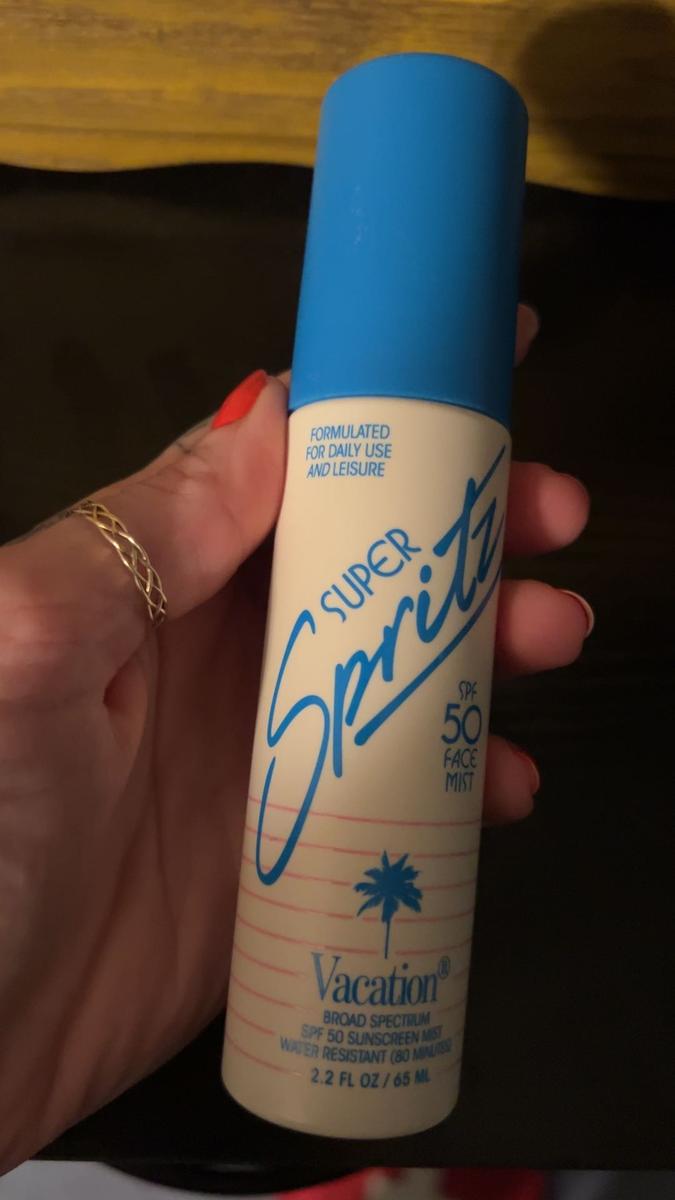 FORMULATED
FOR DAILY USE
AND LEISURE
SUPER
Spritz
SPF
50
FACE
MIST
Vacation®
BROAD SPECTRUM
SPF 50 SUNSCREEN MIST
WATER RESISTANT (80 MINUTES)
2.2 FL OZ / 65 ML